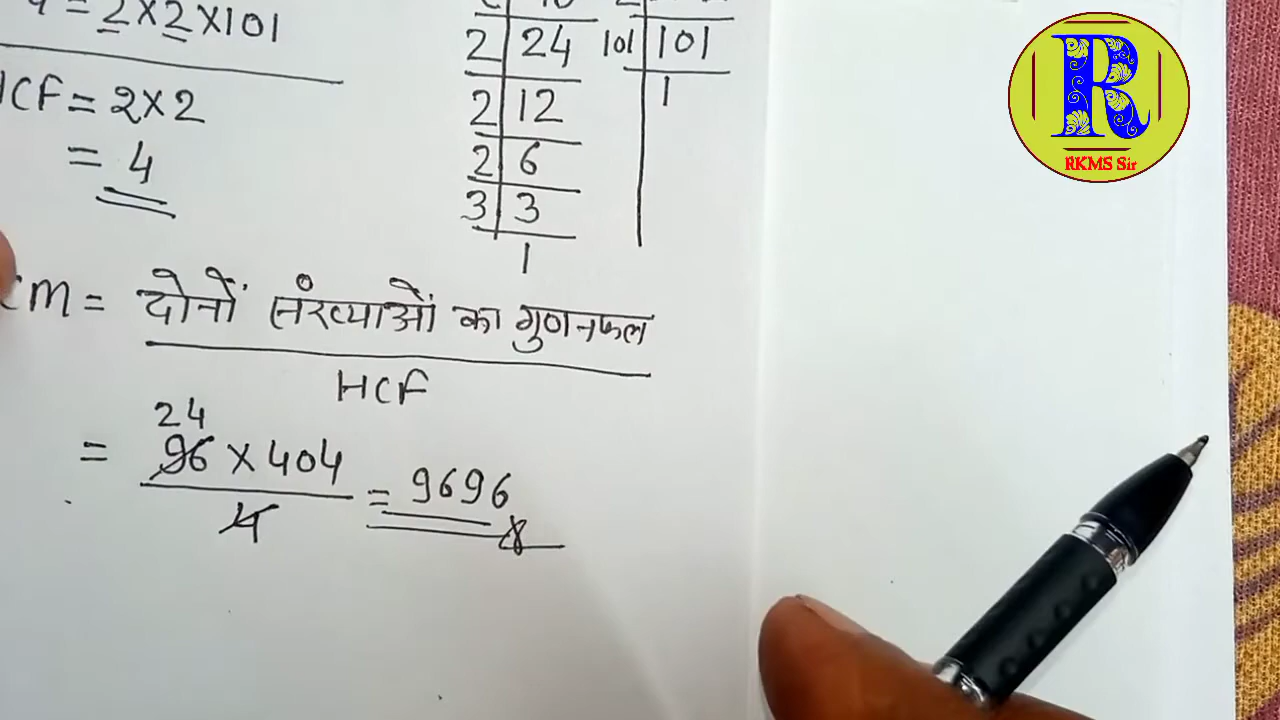 = 2×2×101
HCF = 2×2
= 4
2 | 24
2 | 12
2 | 6
3 | 3
1
101 | 101
1
R
RKMS Sir
M = दोनों संख्याओं का गुणनफल
HCF
24
= 96 × 404
4
= 9696